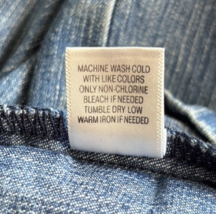 MACHINE WASH COLD
WITH LIKE COLORS
ONLY NON-CHLORINE
BLEACH IF NEEDED
TUMBLE DRY LOW
WARM IRON IF NEEDED